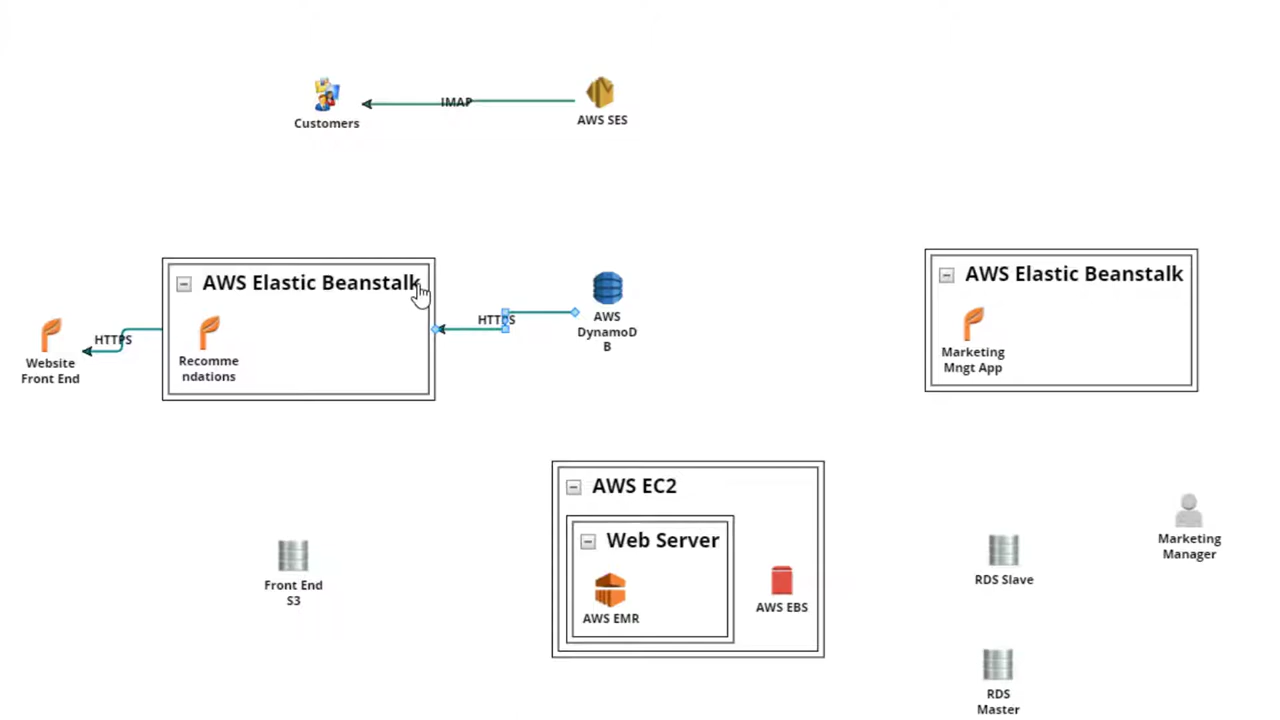 IMAP
Customers
AWS SES
AWS Elastic Beanstalk
AWS Elastic Beanstalk
HTTPS
AWS
DynamoD
B
HTTPS
Website
Front End
Recomme
ndations
Marketing
Mngt App
AWS EC2
Web Server
AWS EMR
AWS EBS
Front End
S3
RDS Slave
Marketing
Manager
RDS
Master